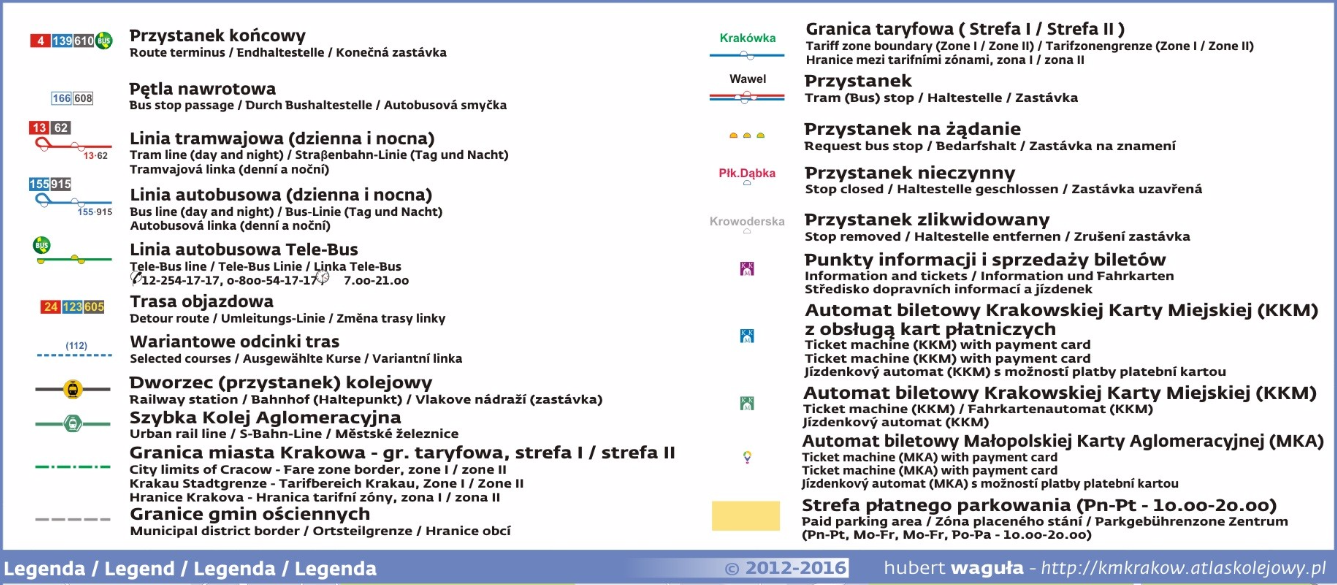 4 139 610 BUS
Przystanek końcowy
Route terminus / Endhaltestelle / Konečná zastávka
166 608
Pętla nawrotowa
Bus stop passage / Durch Bushaltestelle / Autobusová smyčka
13 62
13·62
Linia tramwajowa (dzienna i nocna)
Tram line (day and night) / Straßenbahn-Linie (Tag und Nacht)
Tramvajová linka (denní a noční)
155 915
155·915
Linia autobusowa (dzienna i nocna)
Bus line (day and night) / Bus-Linie (Tag und Nacht)
Autobusová linka (denní a noční)
BUS
Linia autobusowa Tele-Bus
Tele-Bus line / Tele-Bus Linie / Linka Tele-Bus
12-254-17-17, 0-800-54-17-17 7.00-21.00
24 123 605
Trasa objazdowa
Detour route / Umleitungs-Linie / Změna trasy linky
(112)
Wariantowe odcinki tras
Selected courses / Ausgewählte Kurse / Variantní linka
Dworzec (przystanek) kolejowy
Railway station / Bahnhof (Haltepunkt) / Vlakove nádraží (zastávka)
Szybka Kolej Aglomeracyjna
Urban rail line / S-Bahn-Line / Městské železnice
Granica miasta Krakowa - gr. taryfowa, strefa I / strefa II
City limits of Cracow - Fare zone border, zone I / zone II
Krakau Stadtgrenze - Tarifbereich Krakau, Zone I / Zone II
Hranice Krakova - Hranica tarifní zóny, zona I / zona II
Granice gmin ościennych
Municipal district border / Ortsteilgrenze / Hranice obcí
Krakówka
Granica taryfowa ( Strefa I / Strefa II )
Tariff zone boundary (Zone I / Zone II) / Tarifzonengrenze (Zone I / Zone II)
Hranice mezi tarifními zónami, zona I / zona II
Wawel
Przystanek
Tram (Bus) stop / Haltestelle / Zastávka
Przystanek na żądanie
Request bus stop / Bedarfshalt / Zastávka na znamení
Płk.Dąbka
Przystanek nieczynny
Stop closed / Haltestelle geschlossen / Zastávka uzavřená
Krowoderska
Przystanek zlikwidowany
Stop removed / Haltestelle entfernen / Zrušení zastávka
Punkty informacji i sprzedaży biletów
Information and tickets / Information und Fahrkarten
Středisko dopravních informací a jízdenek
Automat biletowy Krakowskiej Karty Miejskiej (KKM)
z obsługą kart płatniczych
Ticket machine (KKM) with payment card
Ticket machine (KKM) with payment card
Jízdenkový automat (KKM) s možností platby platební kartou
Automat biletowy Krakowskiej Karty Miejskiej (KKM)
Ticket machine (KKM) / Fahrkartenautomat (KKM)
Jízdenkový automat (KKM)
Automat biletowy Małopolskiej Karty Aglomeracyjnej (MKA)
Ticket machine (MKA) with payment card
Ticket machine (MKA) with payment card
Jízdenkový automat (MKA) s možností platby platební kartou
Strefa płatnego parkowania (Pn-Pt - 10.00-20.00)
Paid parking area / Zóna placeného stání / Parkgebührenzone Zentrum
(Pn-Pt, Mo-Fr, Mo-Fr, Po-Pa - 10.00-20.00)
Legenda / Legend / Legenda / Legenda
© 2012-2016
hubert waguła - http://kmkrakow.atlaskolejowy.pl